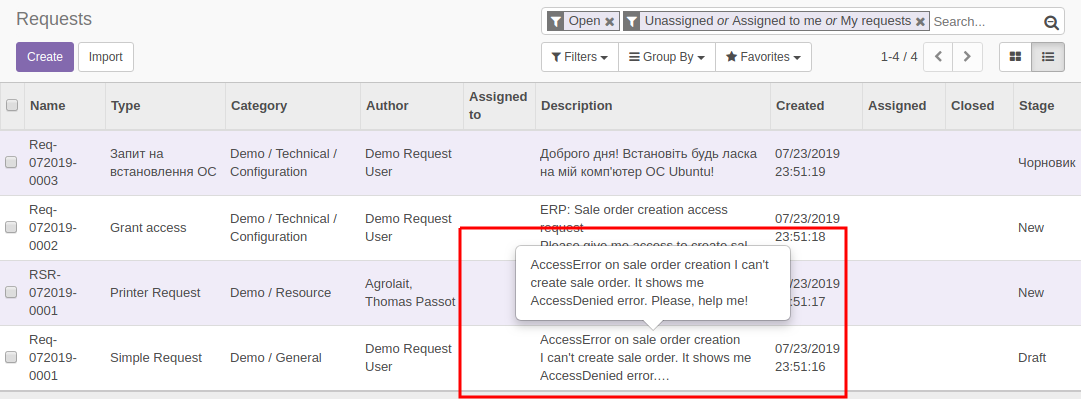 Requests
Open × Unassigned or Assigned to me or My requests × Search...
Create Import
Filters Group By Favorites 1-4 / 4
Name Type Category Author Assigned to Description Created Assigned Closed Stage
Req-
072019-
0003
Запит на
встановлення ОС
Demo / Technical /
Configuration
Demo Request
User
Доброго дня! Встановіть будь ласка
на мій комп'ютер ОС Ubuntu!
07/23/2019
23:51:19
Чорновик
Req-
072019-
0002
Grant access
Demo / Technical /
Configuration
Demo Request
User
ERP: Sale order creation access
request
Please give me access to create sal
07/23/2019
23:51:18
New
RSR-
072019-
0001
Printer Request
Demo / Resource
Agrolait,
Thomas Passot
AccessError on sale order creation I can't
create sale order. It shows me
AccessDenied error. Please, help me!
/23/2019
:51:17
New
Req-
072019-
0001
Simple Request
Demo / General
Demo Request
User
AccessError on sale order creation
I can't create sale order. It shows me
AccessDenied error....
07/23/2019
23:51:16
Draft